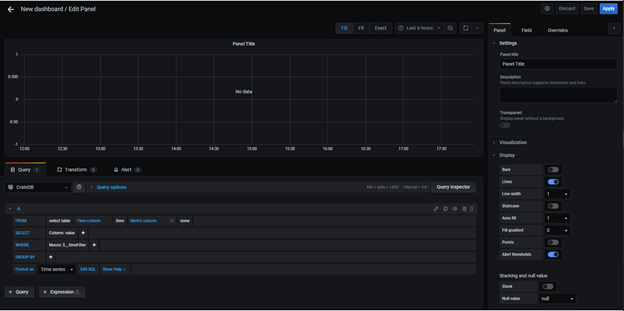 New dashboard / Edit Panel
Discard Save Apply
Fill Fit Exact Last 6 hours
Panel Title
1
0.500
0
-0.50
-1
No data
12:00 12:30 13:00 13:30 14:00 14:30 15:00 15:30 16:00 16:30 17:00 17:30
Query 1 Transform 0 Alert 0
CrateDB Query options MD = auto = 1403 Interval = 1m Query inspector
A
FROM select table Time column time Metric column none
SELECT Column: value +
WHERE Macro: $__timeFilter +
GROUP BY +
Format as Time series Edit SQL Show Help
+ Query + Expression
Panel Field Overrides
Settings
Panel title
Panel Title
Description
Panel description supports markdown and links.
Transparent
Display panel without a background.
Visualization
Display
Bars
Lines
Line width 1
Staircase
Area fill 1
Fill gradient 0
Points
Alert thresholds
Stacking and null value
Stack
Null value null